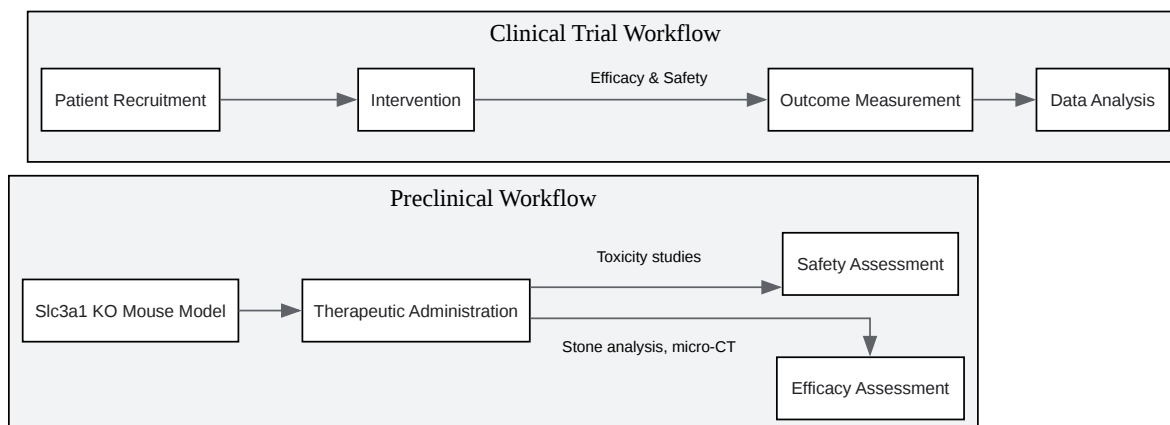 Clinical Trial Workflow
Efficacy & Safety
Patient Recruitment
Intervention
Outcome Measurement
Data Analysis
Preclinical Workflow
Toxicity studies
Safety Assessment
Slc3a1 KO Mouse Model
Therapeutic Administration
Stone analysis, micro-CT
Efficacy Assessment